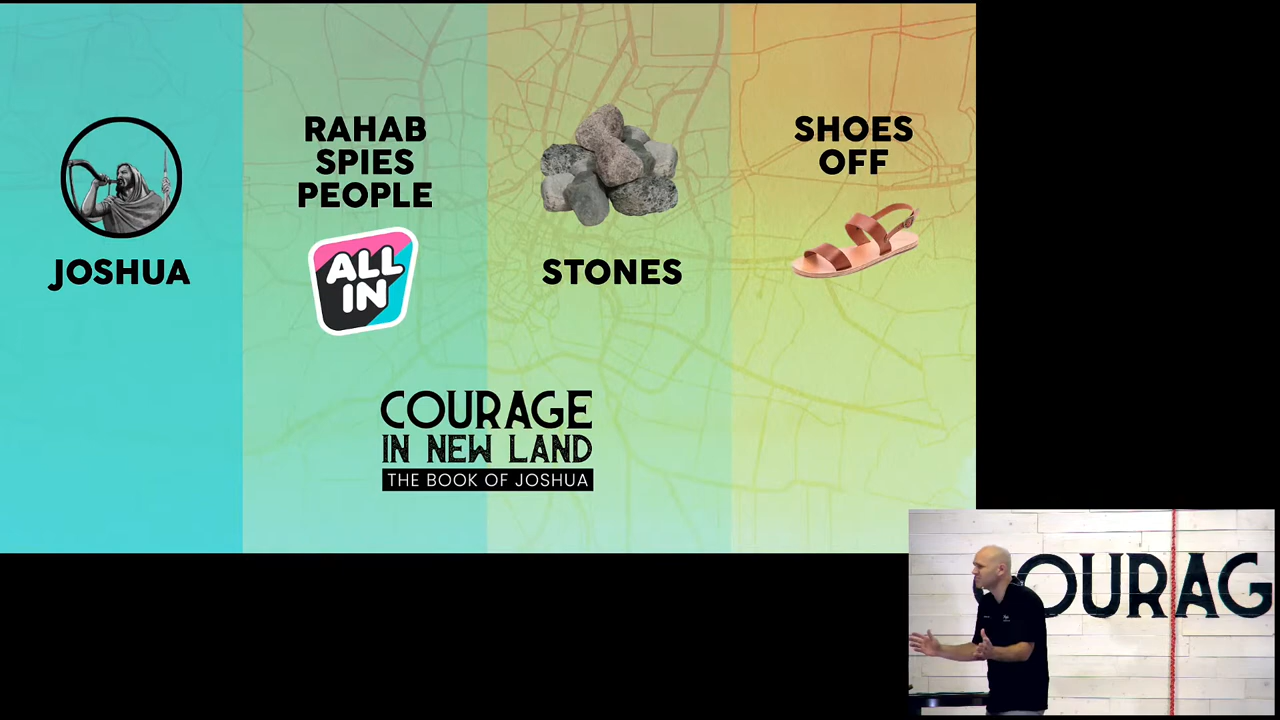 JOSHUA
RAHAB
SPIES
PEOPLE
ALL
IN
STONES
SHOES
OFF
COURAGE
IN NEW LAND
THE BOOK OF JOSHUA
OURAG